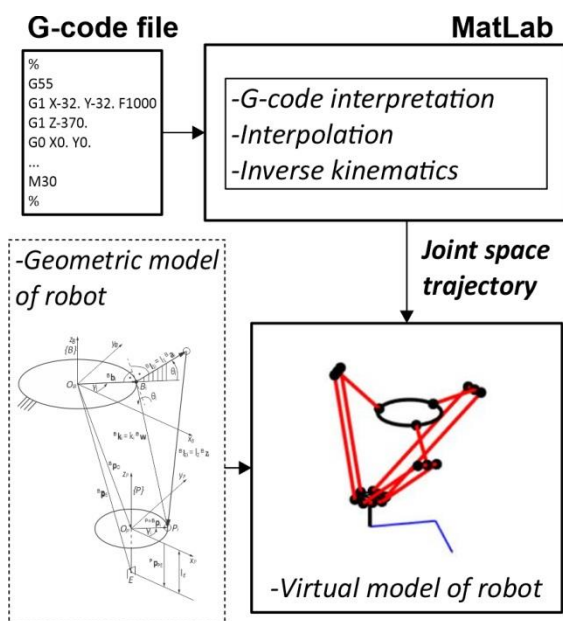 G-code file
%
G55
G1 X-32. Y-32. F1000
G1 Z-370.
G0 X0. Y0.
...
M30
%
MatLab
-G-code interpretation
-Interpolation
-Inverse kinematics
Joint space
trajectory
-Geometric model
of robot
{B}
{P}
E
-Virtual model of robot